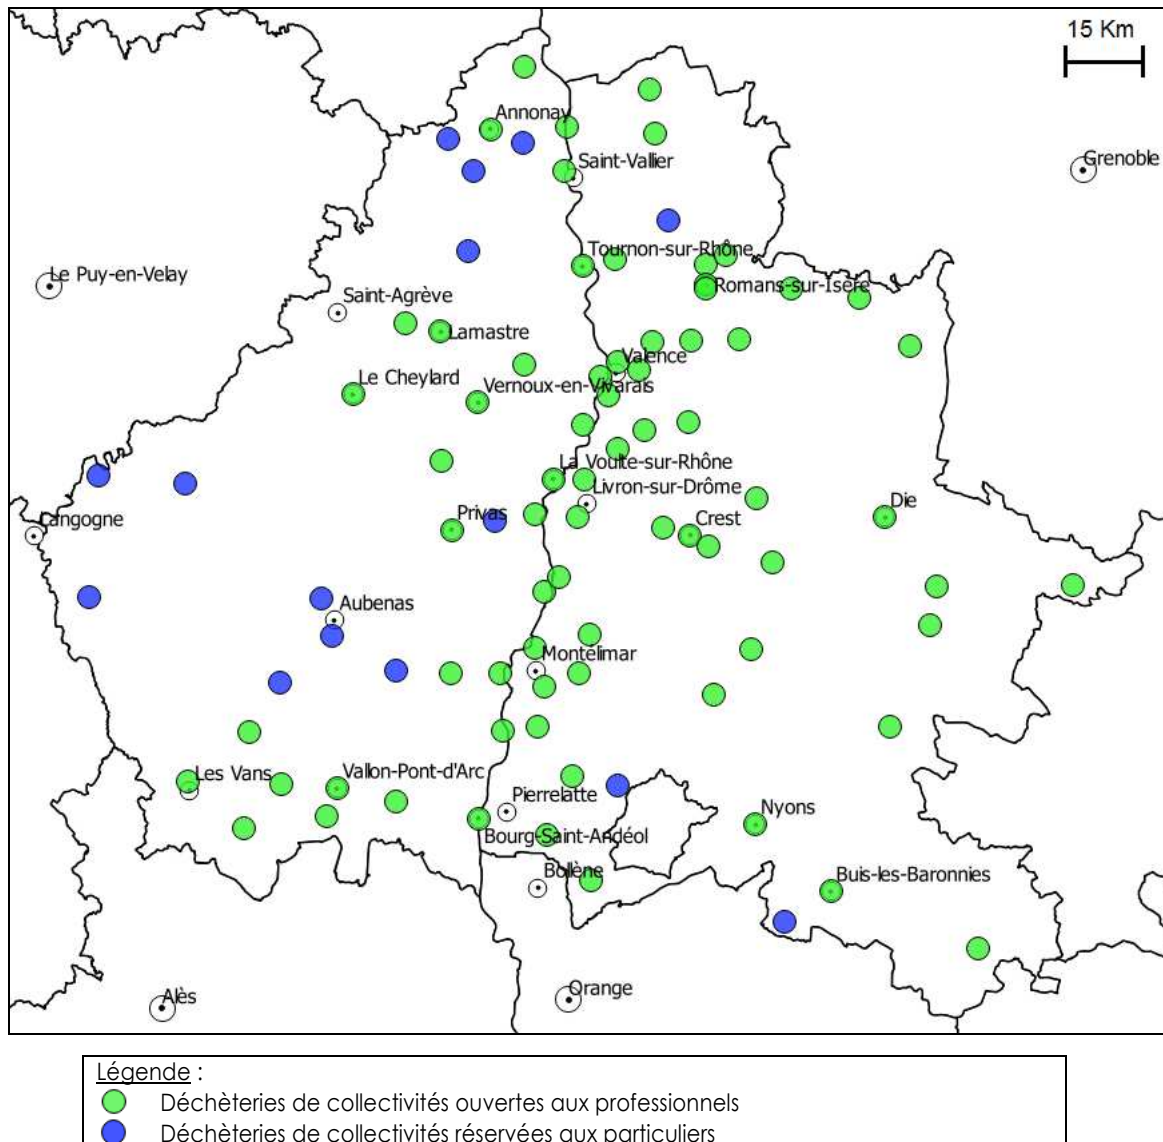 15 Km
Annonay
Saint-Vallier
Grenoble
Tournon-sur-Rhône
Le Puy-en-Velay
Romans-sur-Isère
Saint-Agrève
Lamastre
Valence
Le Cheylard
Vernoux-en-Vivarais
La Voulte-sur-Rhône
Livron-sur-Drôme
Die
Langogne
Privas
Crest
Aubenas
Montélimar
Les Vans
Vallon-Pont-d'Arc
Pierrelatte
Nyons
Bourg-Saint-Andéol
Bollène
Buis-les-Baronnies
Alès
Orange
Légende :
Déchèteries de collectivités ouvertes aux professionnels
Déchèteries de collectivités réservées aux particuliers